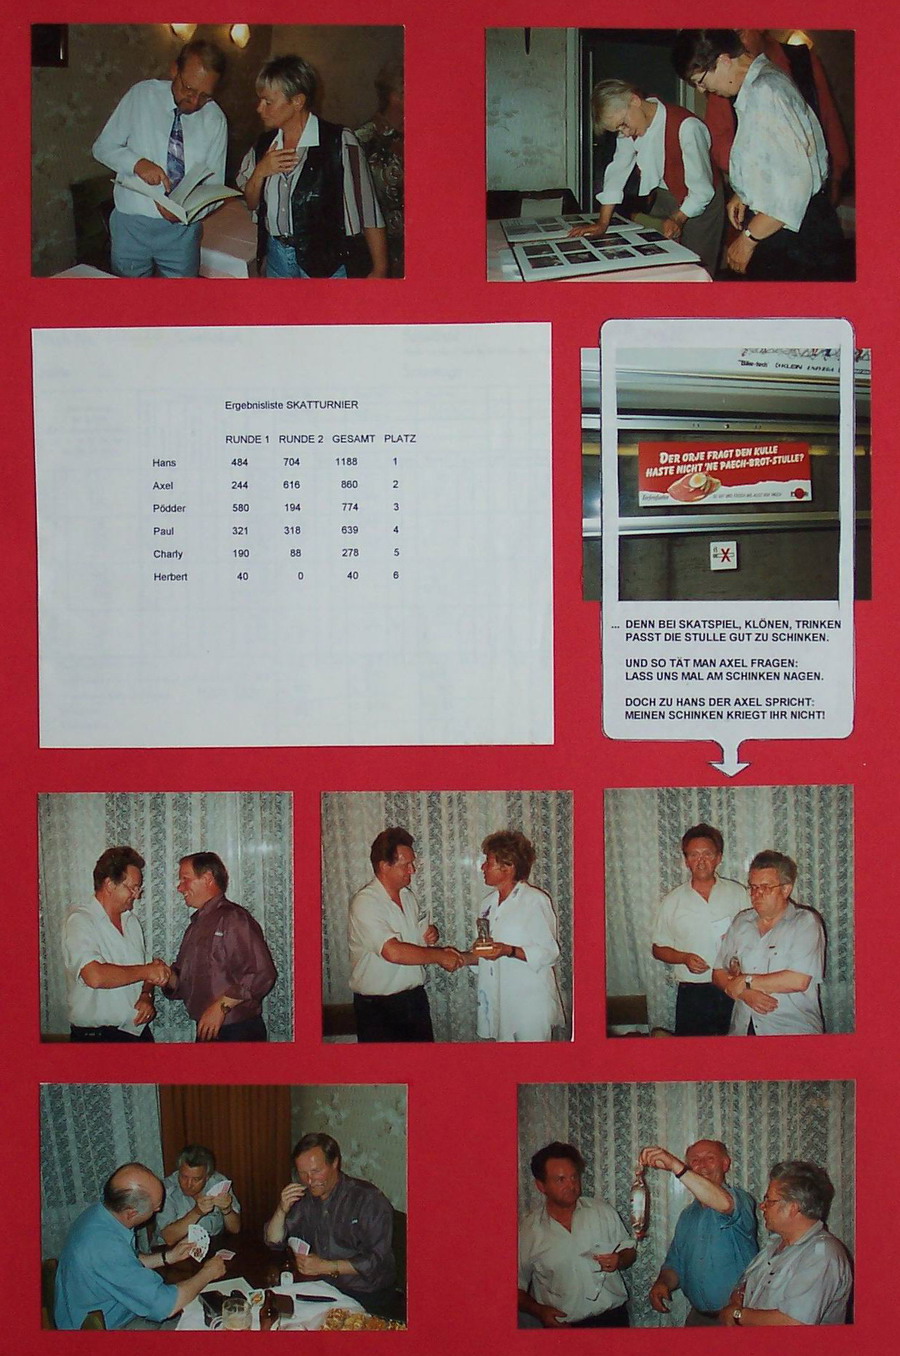 Ergebnisliste SKATTURNIER
RUNDE 1 RUNDE 2 GESAMT PLATZ
Hans 484 704 1188 1
Axel 244 616 860 2
Pödder 580 194 774 3
Paul 321 318 639 4
Charly 190 88 278 5
Herbert 40 0 40 6
DER ORJE FRAGT DEN KULLE
HASTE NICHT 'NE PAECH-BROT-STULLE?
... DENN BEI SKATSPIEL, KLÖNEN, TRINKEN
PASST DIE STULLE GUT ZU SCHINKEN.
UND SO TÄT MAN AXEL FRAGEN:
LASS UNS MAL AM SCHINKEN NAGEN.
DOCH ZU HANS DER AXEL SPRICHT:
MEINEN SCHINKEN KRIEGT IHR NICHT!